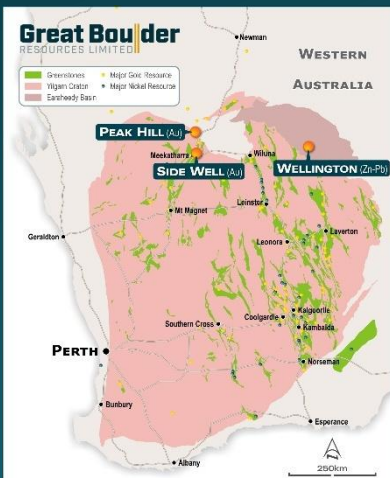 Great Boulder
RESOURCES LIMITED
Newman
WESTERN
AUSTRALIA
Greenstones
Major Gold Resource
Yilgarn Craton
Major Nickel Resource
Earaheedy Basin
PEAK HILL (Au)
Meekatharra
Wiluna
SIDE WELL (Au)
WELLINGTON (Zn-Pb)
Mt Magnet
Leinster
Geraldton
Leonora
Laverton
Kalgoorlie
Coolgardie
Southern Cross
Kambalda
PERTH
Norseman
Bunbury
Esperance
Albany
N
250km